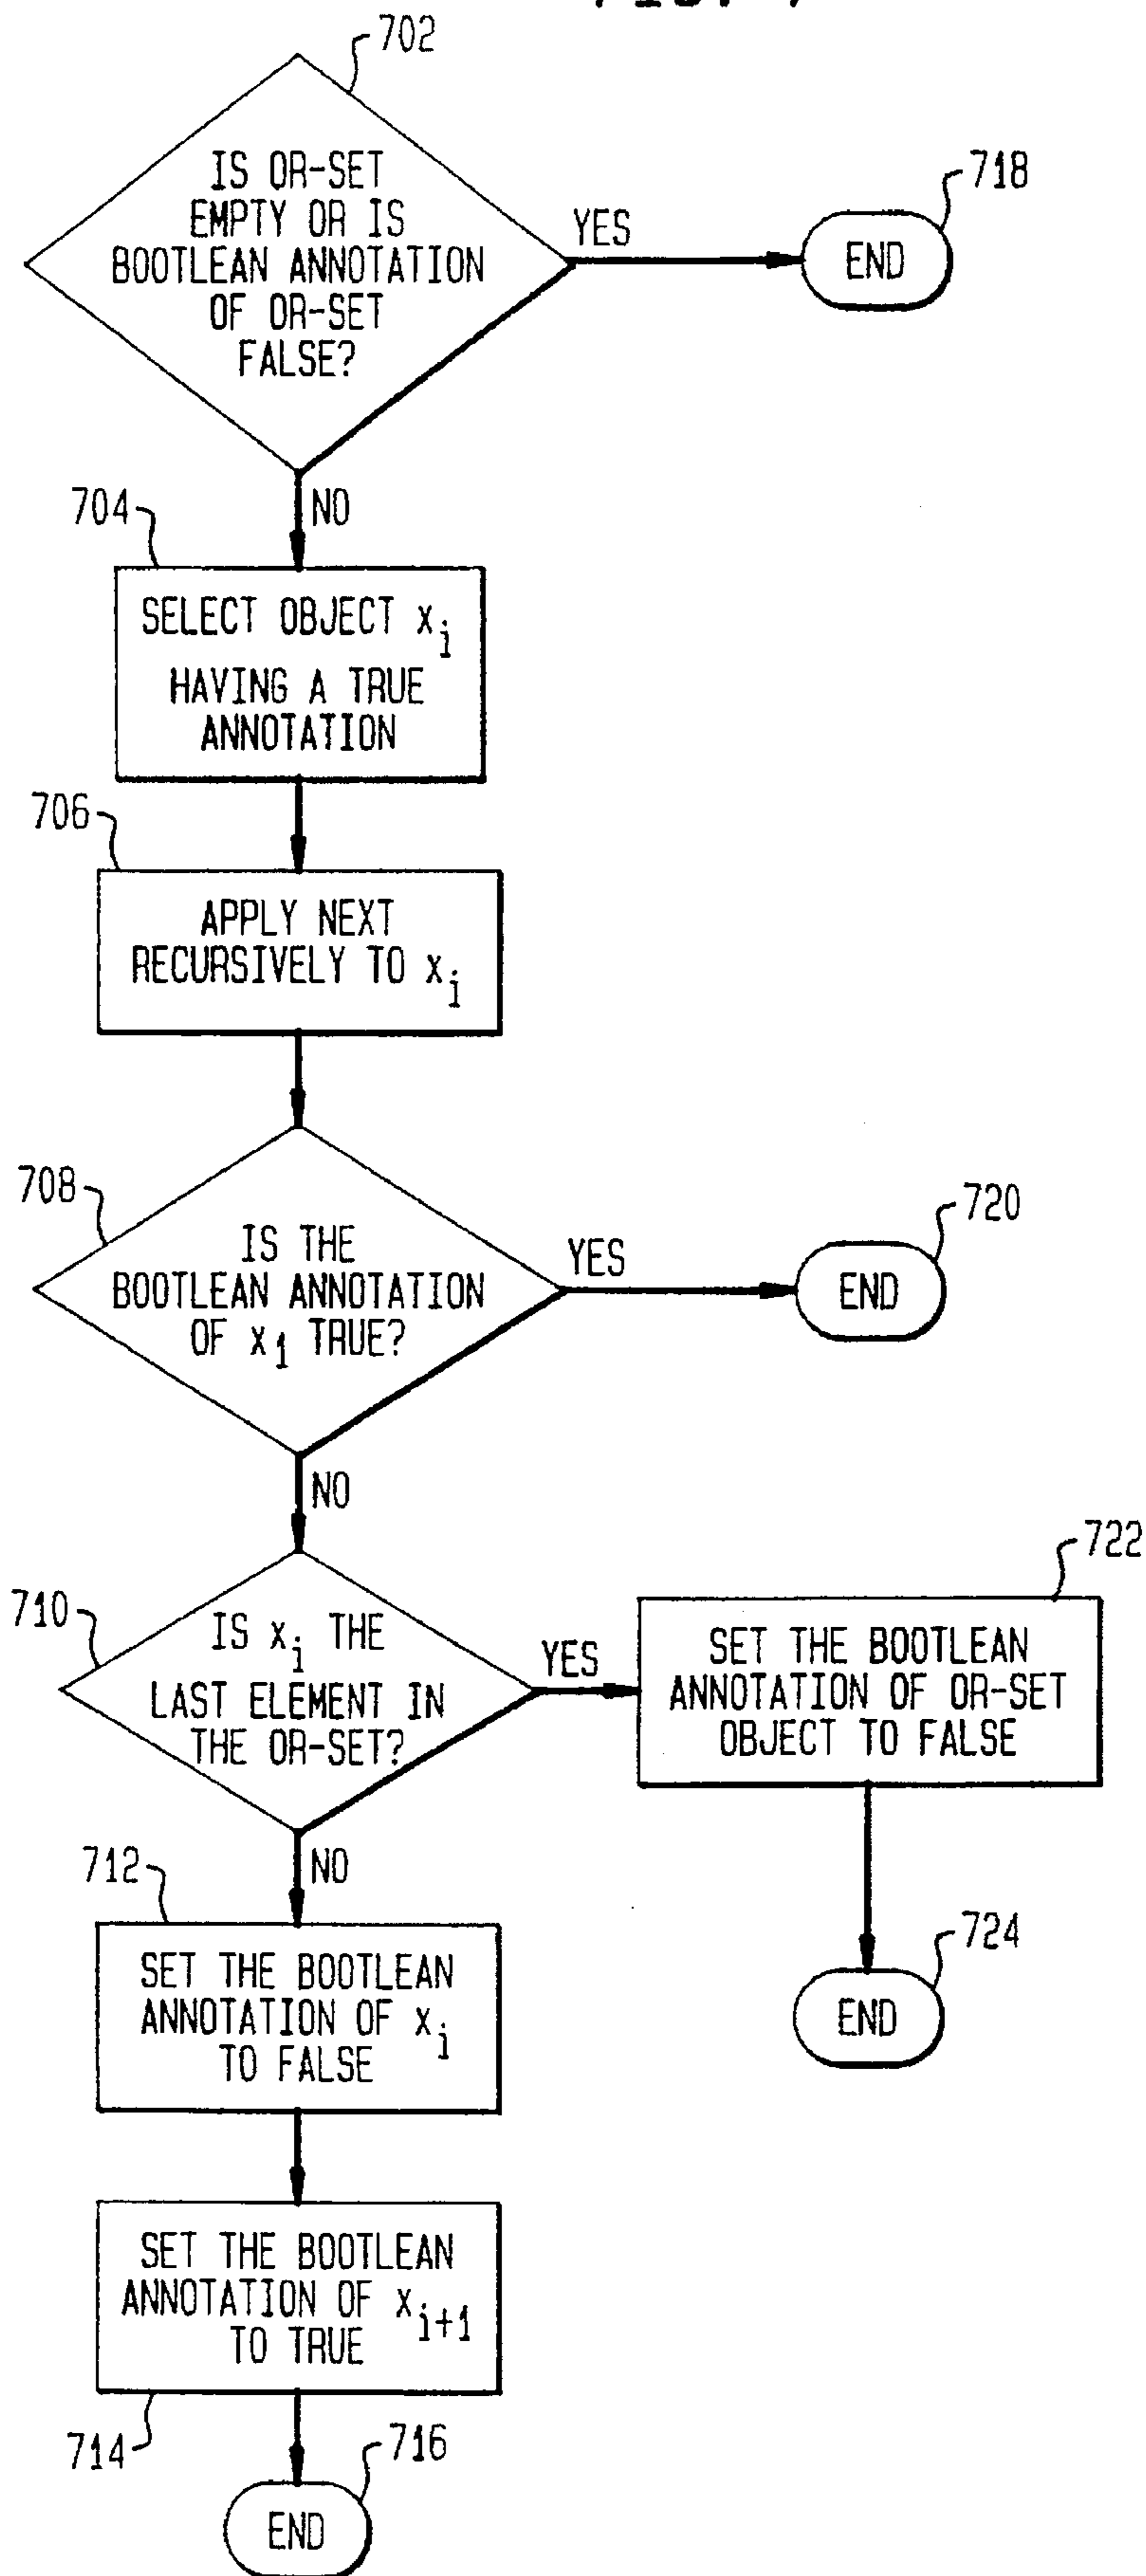 FIG. 7
702
IS OR-SET
EMPTY OR IS
BOOTLEAN ANNOTATION
OF OR-SET
FALSE?
YES
718
END
NO
704
SELECT OBJECT xi
HAVING A TRUE
ANNOTATION
706
APPLY NEXT
RECURSIVELY TO xi
708
IS THE
BOOTLEAN ANNOTATION
OF x1 TRUE?
YES
720
END
NO
710
IS xi THE
LAST ELEMENT IN
THE OR-SET?
YES
722
SET THE BOOTLEAN
ANNOTATION OF OR-SET
OBJECT TO FALSE
724
END
NO
712
SET THE BOOTLEAN
ANNOTATION OF xi
TO FALSE
SET THE BOOTLEAN
ANNOTATION OF xi+1
TO TRUE
714
716
END